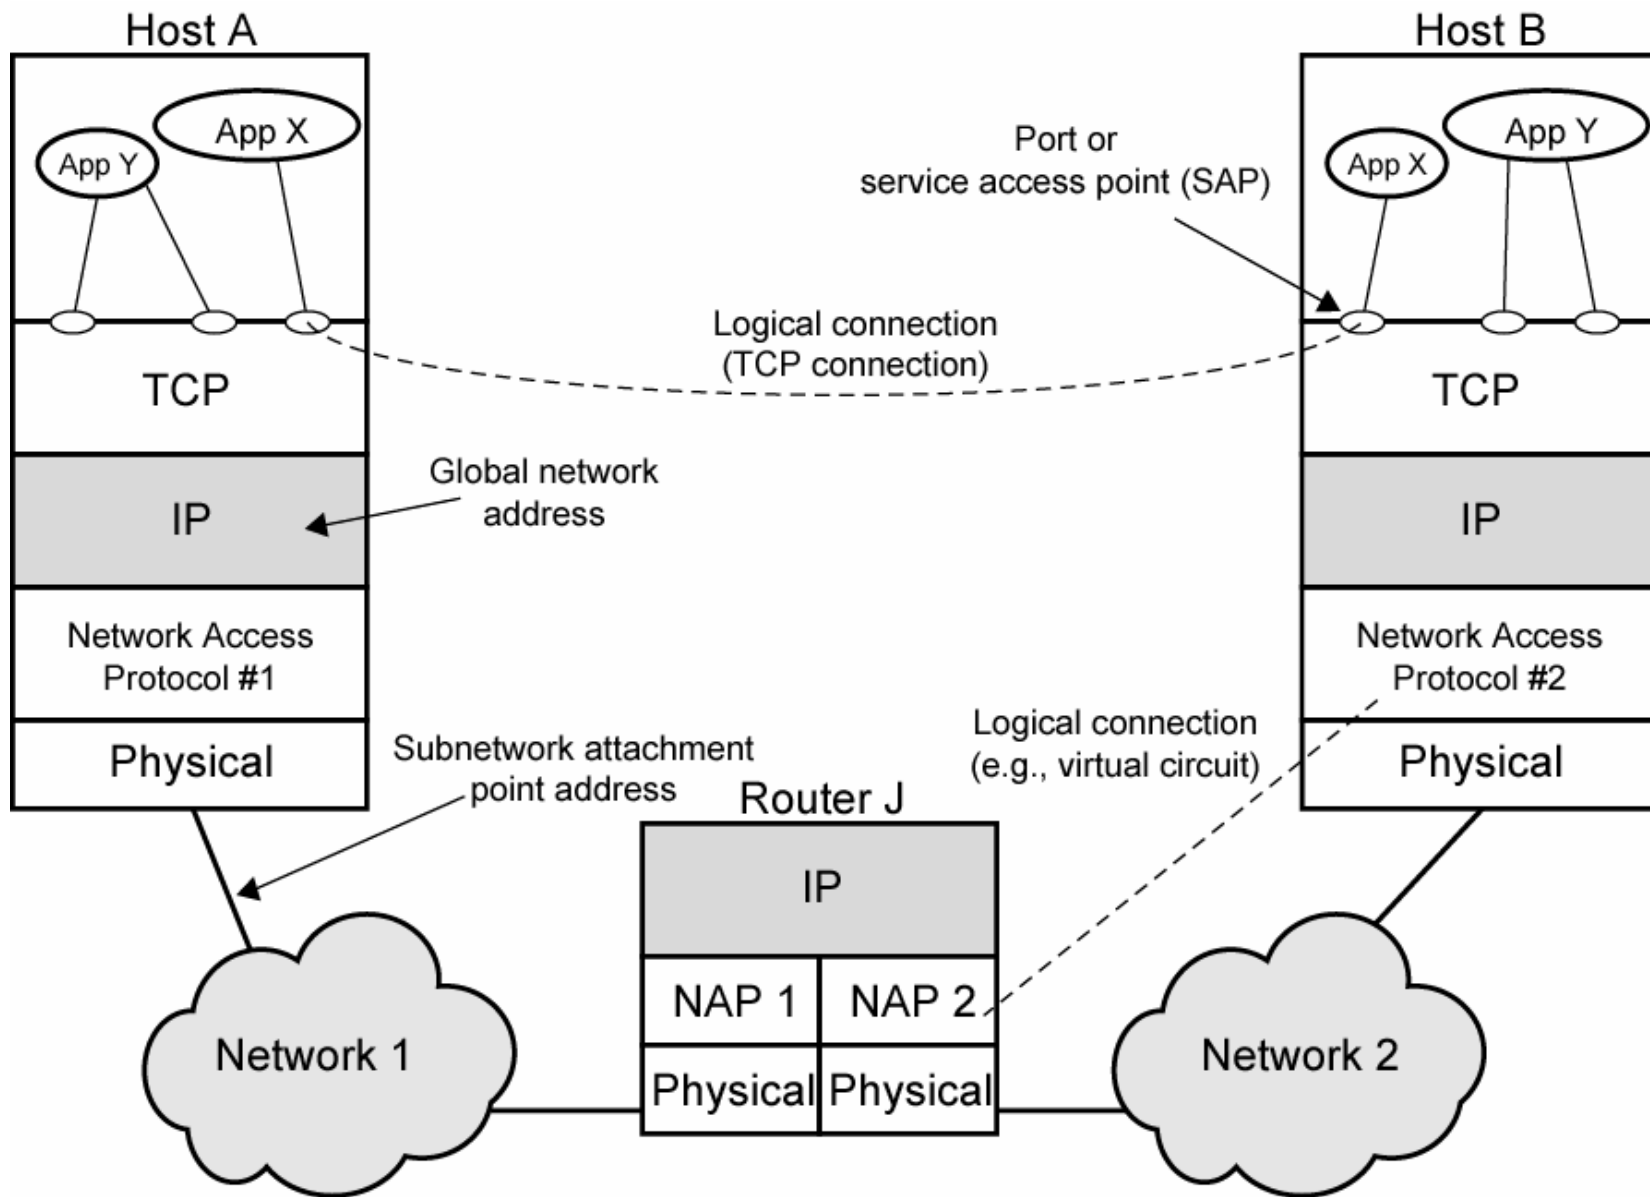 Host A
Host B
App X
App Y
App Y
App X
Port or
service access point (SAP)
Logical connection
(TCP connection)
TCP
TCP
Global network
address
IP
IP
Network Access
Protocol #1
Network Access
Protocol #2
Logical connection
(e.g., virtual circuit)
Physical
Physical
Subnetwork attachment
point address
Router J
IP
NAP 1
NAP 2
Network 1
Network 2
Physical
Physical